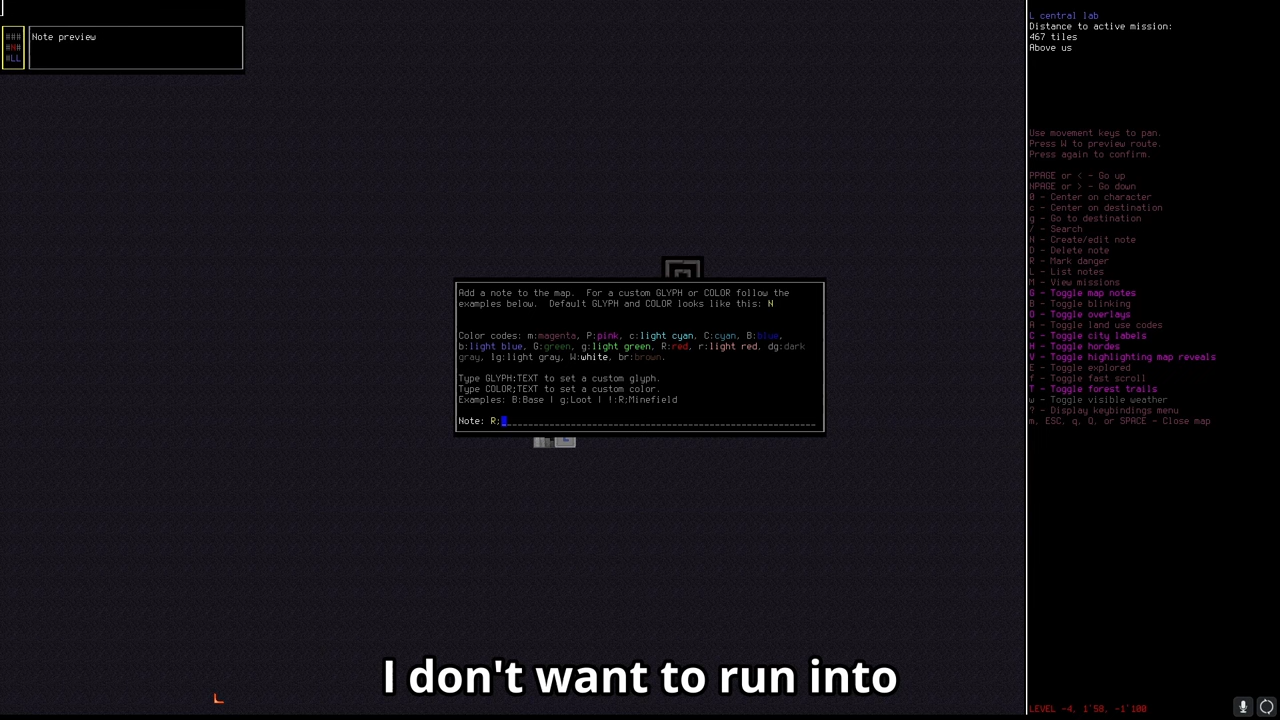 ###
#N#
#LL
Note preview
Add a note to the map.  For a custom GLYPH or COLOR follow the
examples below.  Default GLYPH and COLOR looks like this: N
Color codes: m:magenta, P:pink, c:light cyan, C:cyan, B:blue,
b:light blue, G:green, g:light green, R:red, r:light red, dg:dark
gray, lg:light gray, W:white, br:brown.
Type GLYPH:TEXT to set a custom glyph.
Type COLOR;TEXT to set a custom color.
Examples: B:Base | g:Loot | !:R:Minefield
Note: R;
L
I don't want to run into
L central lab
Distance to active mission:
467 tiles
Above us
Use movement keys to pan.
Press W to preview route.
Press again to confirm.
PPAGE or < - Go up
NPAGE or > - Go down
0 - Center on character
c - Center on destination
g - Go to destination
/ - Search
N - Create/edit note
D - Delete note
R - Mark danger
L - List notes
M - View missions
G - Toggle map notes
B - Toggle blinking
O - Toggle overlays
A - Toggle land use codes
C - Toggle city labels
H - Toggle hordes
V - Toggle highlighting map reveals
E - Toggle explored
f - Toggle fast scroll
T - Toggle forest trails
w - Toggle visible weather
? - Display keybindings menu
m, ESC, q, Q, or SPACE - Close map
LEVEL -4, 1'58, -1'100